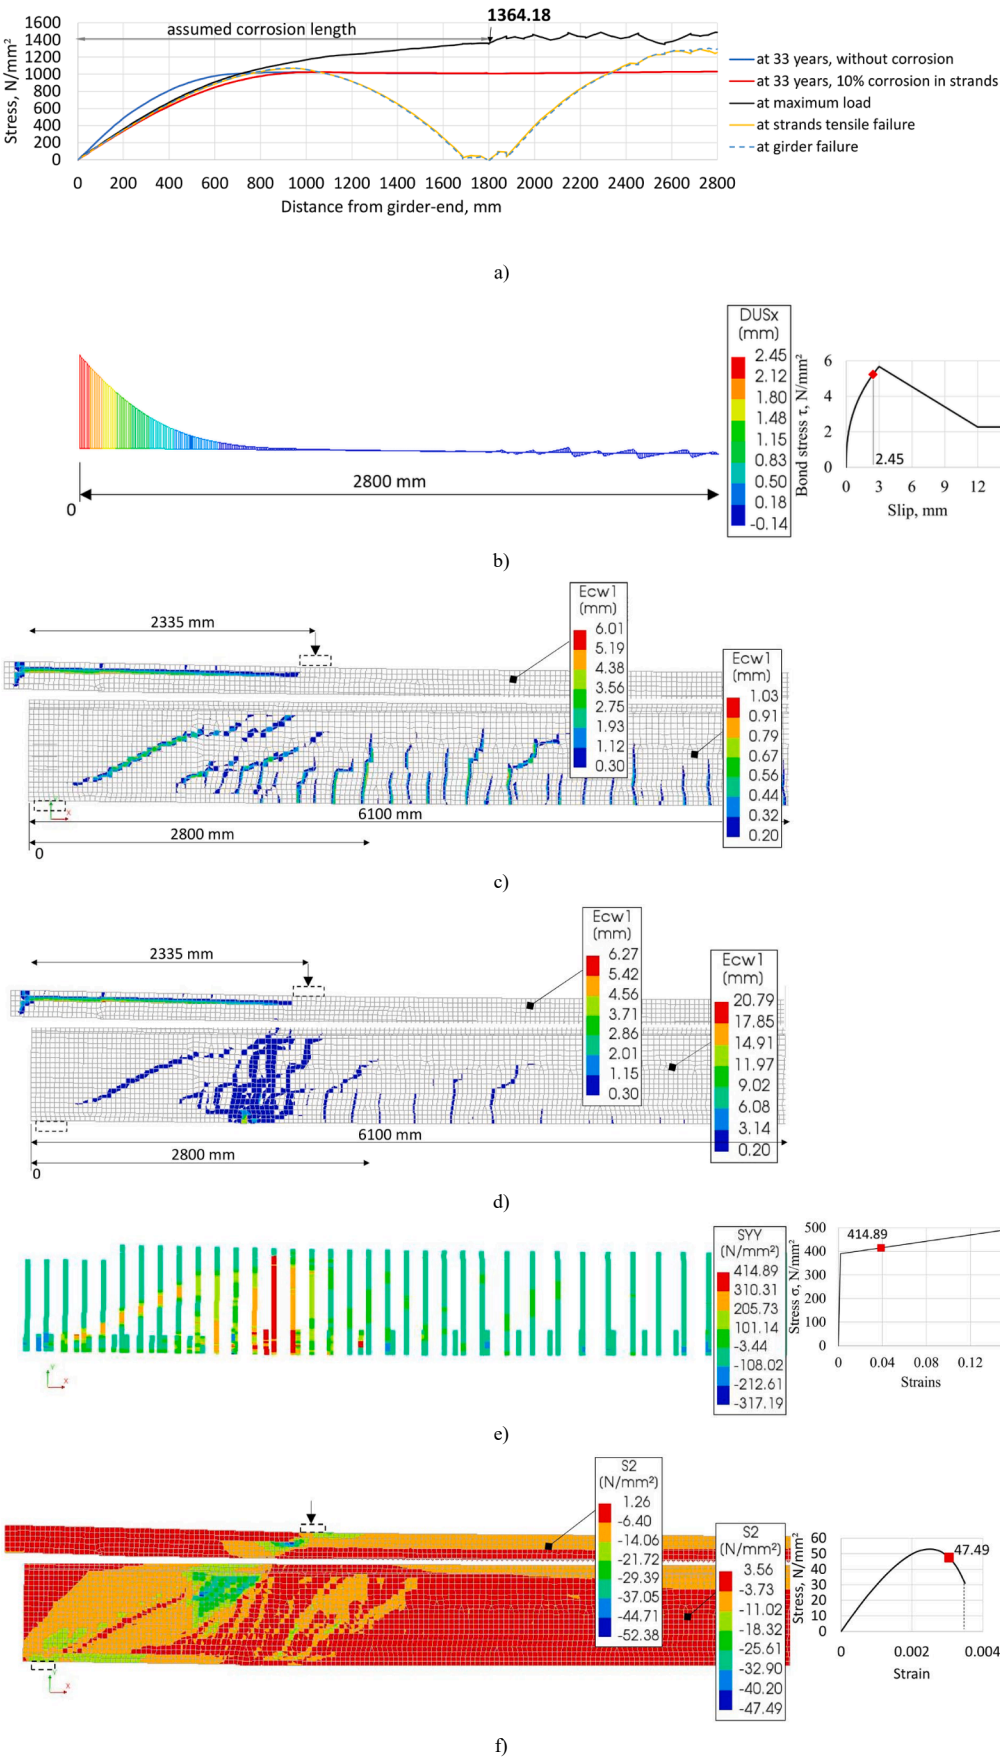 1364.18
assumed corrosion length
Stress, N/mm²
1600
1400
1200
1000
800
600
400
200
0
0 200 400 600 800 1000 1200 1400 1600 1800 2000 2200 2400 2600 2800
Distance from girder-end, mm
at 33 years, without corrosion
at 33 years, 10% corrosion in strands
at maximum load
at strands tensile failure
at girder failure
a)
2800 mm
0
DUSx
(mm)
2.45
2.12
1.80
1.48
1.15
0.83
0.50
0.18
-0.14
Bond stress τ, N/mm²
6
4
2
0
2.45
0 3 6 9 12
Slip, mm
b)
2335 mm
Ecw1
(mm)
6.01
5.19
4.38
3.56
2.75
1.93
1.12
0.30
Ecw1
(mm)
1.03
0.91
0.79
0.67
0.56
0.44
0.32
0.20
X
6100 mm
2800 mm
0
c)
2335 mm
Ecw1
(mm)
6.27
5.42
4.56
3.71
2.86
2.01
1.15
0.30
Ecw1
(mm)
20.79
17.85
14.91
11.97
9.02
6.08
3.14
0.20
6100 mm
2800 mm
0
d)
Y
X
SYY
(N/mm²)
414.89
310.31
205.73
101.14
-3.44
-108.02
-212.61
-317.19
Stress σ, N/mm²
500
400
300
200
100
0
414.89
0 0.04 0.08 0.12
Strains
e)
S2
(N/mm²)
1.26
-6.40
-14.06
-21.72
-29.39
-37.05
-44.71
-52.38
S2
(N/mm²)
3.56
-3.73
-11.02
-18.32
-25.61
-32.90
-40.20
-47.49
Y
X
Stress, N/mm²
60
50
40
30
20
10
0
47.49
0 0.002 0.004
Strain
f)